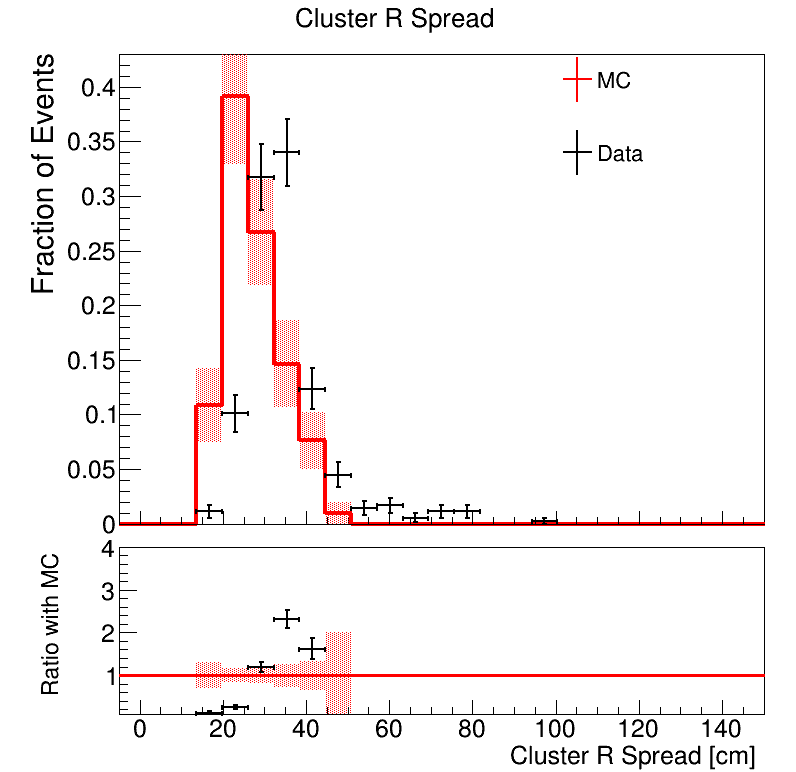 Cluster R Spread
Fraction of Events
0.4
0.35
0.3
0.25
0.2
0.15
0.1
0.05
0
MC
Data
Ratio with MC
4
3
2
1
0 20 40 60 80 100 120 140
Cluster R Spread [cm]